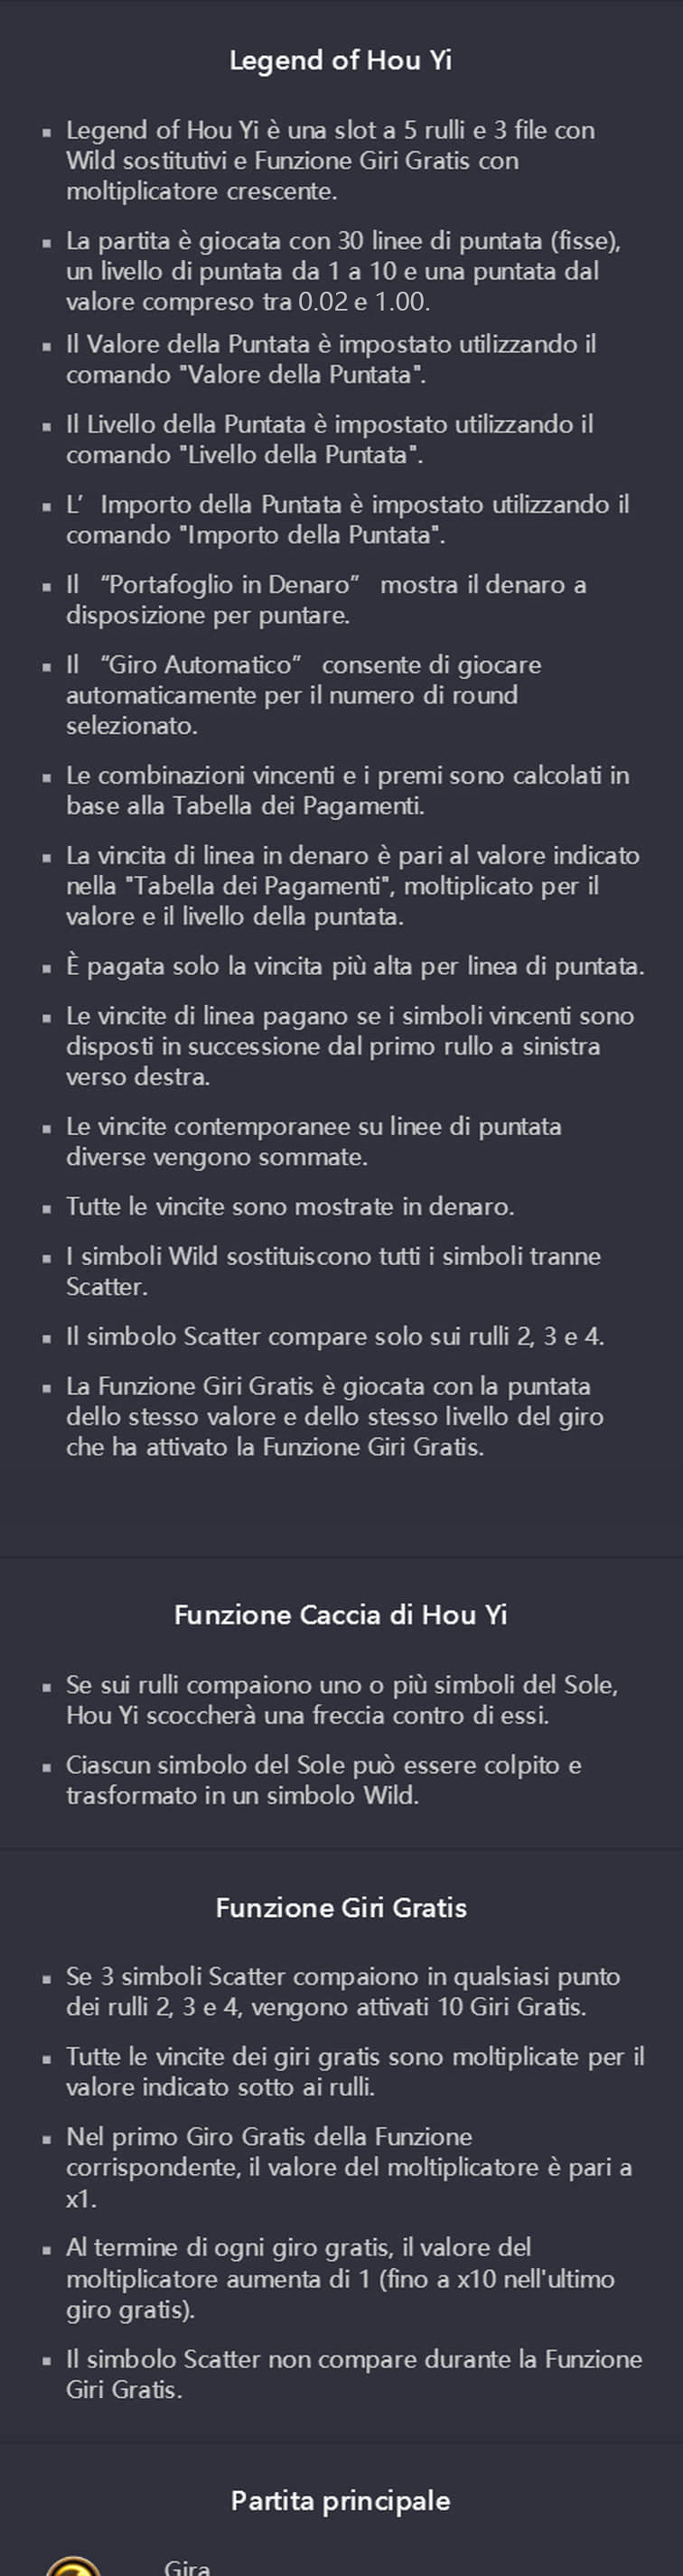 Legend of Hou Yi
▪ Legend of Hou Yi è una slot a 5 rulli e 3 file con
Wild sostitutivi e Funzione Giri Gratis con
moltiplicatore crescente.
▪ La partita è giocata con 30 linee di puntata (fisse),
un livello di puntata da 1 a 10 e una puntata dal
valore compreso tra 0.02 e 1.00.
▪ Il Valore della Puntata è impostato utilizzando il
comando "Valore della Puntata".
▪ Il Livello della Puntata è impostato utilizzando il
comando "Livello della Puntata".
▪ L’ Importo della Puntata è impostato utilizzando il
comando "Importo della Puntata".
▪ Il “Portafoglio in Denaro” mostra il denaro a
disposizione per puntare.
▪ Il “Giro Automatico” consente di giocare
automaticamente per il numero di round
selezionato.
▪ Le combinazioni vincenti e i premi sono calcolati in
base alla Tabella dei Pagamenti.
▪ La vincita di linea in denaro è pari al valore indicato
nella "Tabella dei Pagamenti", moltiplicato per il
valore e il livello della puntata.
▪ È pagata solo la vincita più alta per linea di puntata.
▪ Le vincite di linea pagano se i simboli vincenti sono
disposti in successione dal primo rullo a sinistra
verso destra.
▪ Le vincite contemporanee su linee di puntata
diverse vengono sommate.
▪ Tutte le vincite sono mostrate in denaro.
▪ I simboli Wild sostituiscono tutti i simboli tranne
Scatter.
▪ Il simbolo Scatter compare solo sui rulli 2, 3 e 4.
▪ La Funzione Giri Gratis è giocata con la puntata
dello stesso valore e dello stesso livello del giro
che ha attivato la Funzione Giri Gratis.
Funzione Caccia di Hou Yi
▪ Se sui rulli compaiono uno o più simboli del Sole,
Hou Yi scoccherà una freccia contro di essi.
▪ Ciascun simbolo del Sole può essere colpito e
trasformato in un simbolo Wild.
Funzione Giri Gratis
▪ Se 3 simboli Scatter compaiono in qualsiasi punto
dei rulli 2, 3 e 4, vengono attivati 10 Giri Gratis.
▪ Tutte le vincite dei giri gratis sono moltiplicate per il
valore indicato sotto ai rulli.
▪ Nel primo Giro Gratis della Funzione
corrispondente, il valore del moltiplicatore è pari a
x1.
▪ Al termine di ogni giro gratis, il valore del
moltiplicatore aumenta di 1 (fino a x10 nell'ultimo
giro gratis).
▪ Il simbolo Scatter non compare durante la Funzione
Giri Gratis.
Partita principale
Gira